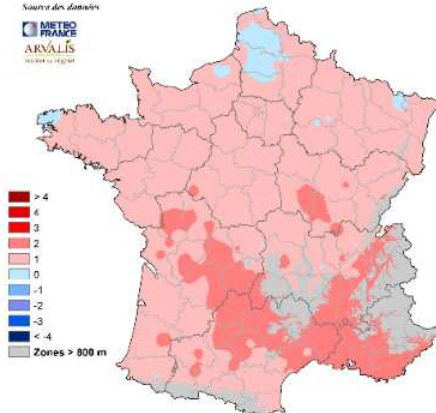 Source des données
METEO
FRANCE
ARVALIS
> 4
4
3
2
1
0
-1
-2
-3
< -4
Zones > 800 m